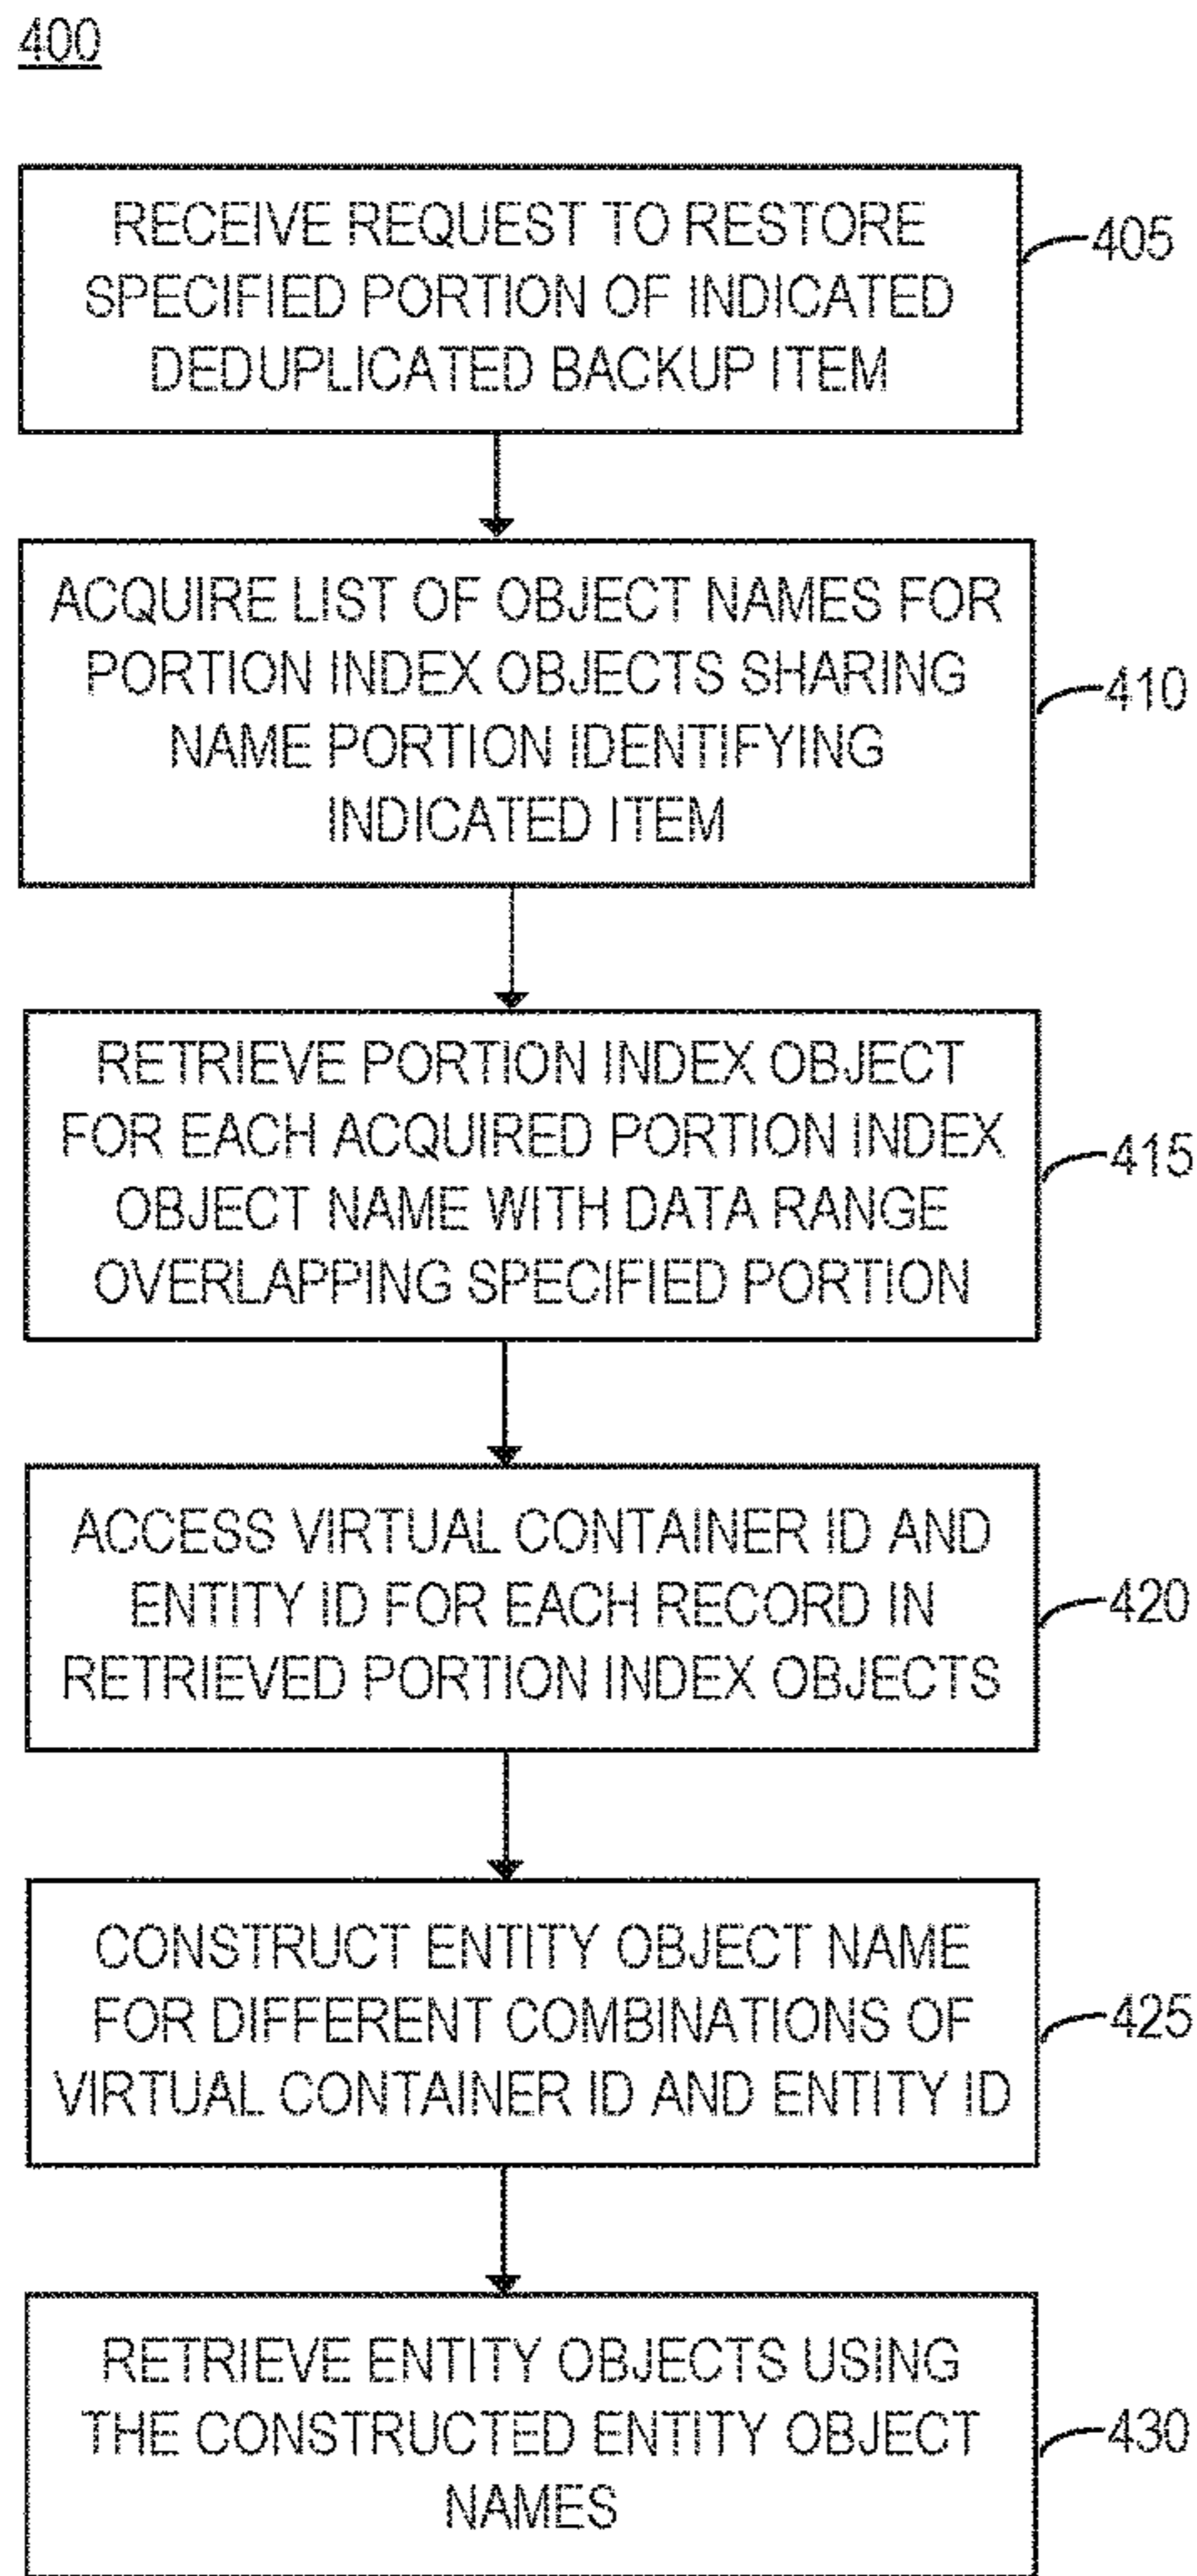 400
RECEIVE REQUEST TO RESTORE
SPECIFIED PORTION OF INDICATED
DEDUPLICATED BACKUP ITEM
405
ACQUIRE LIST OF OBJECT NAMES FOR
PORTION INDEX OBJECTS SHARING
NAME PORTION IDENTIFYING
INDICATED ITEM
410
RETRIEVE PORTION INDEX OBJECT
FOR EACH ACQUIRED PORTION INDEX
OBJECT NAME WITH DATA RANGE
OVERLAPPING SPECIFIED PORTION
415
ACCESS VIRTUAL CONTAINER ID AND
ENTITY ID FOR EACH RECORD IN
RETRIEVED PORTION INDEX OBJECTS
420
CONSTRUCT ENTITY OBJECT NAME
FOR DIFFERENT COMBINATIONS OF
VIRTUAL CONTAINER ID AND ENTITY ID
425
RETRIEVE ENTITY OBJECTS USING
THE CONSTRUCTED ENTITY OBJECT
NAMES
430